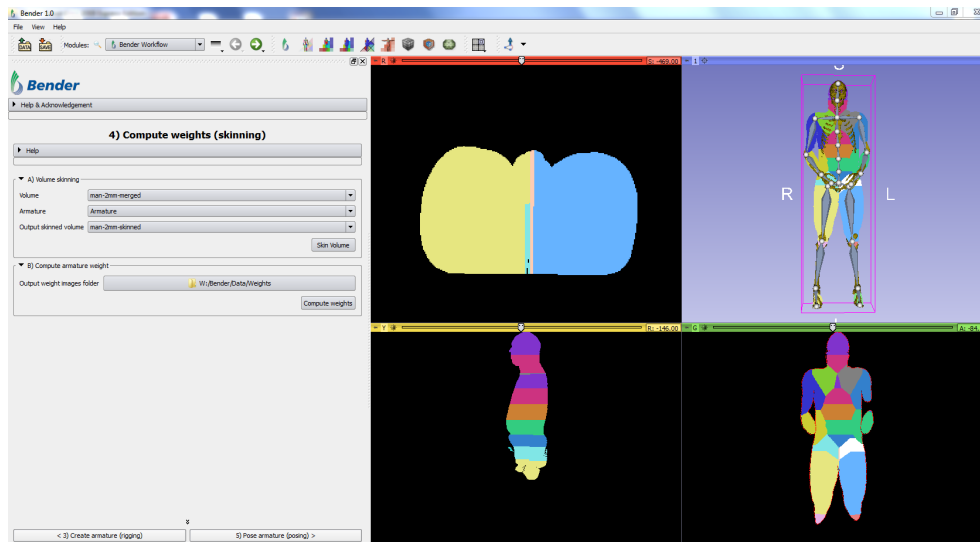 Bender 1.0
File View Help
DATA SAVE Modules: Bender Workflow
Bender
Help & Acknowledgement
4) Compute weights (skinning)
Help
A) Volume skinning
Volume man-2mm-merged
Armature Armature
Output skinned volume man-2mm-skinned
Skin Volume
B) Compute armature weight
Output weight images folder W:/Bender/Data/Weights
Compute weights
< 3) Create armature (rigging) 5) Pose armature (posing) >
R S: -469.00
1
R L
Y R: -146.00
G A: -84.